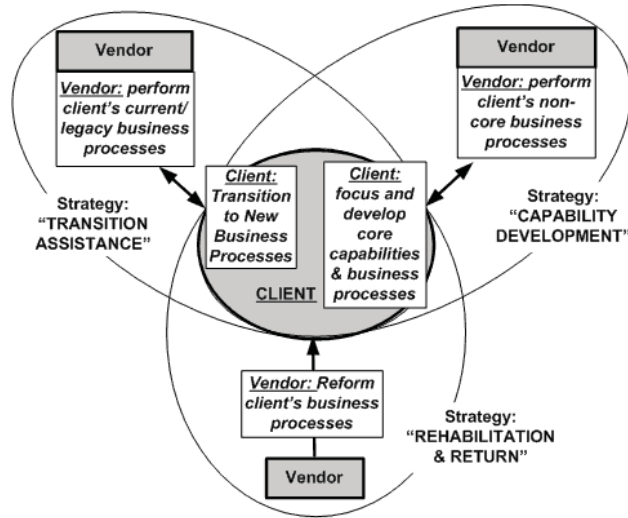 Vendor
Vendor: perform
client's current/
legacy business
processes
Vendor
Vendor: perform
client's non-
core business
processes
Strategy:
"TRANSITION
ASSISTANCE"
Client:
Transition
to New
Business
Processes
Client:
focus and
develop
core
capabilities
& business
processes
Strategy:
"CAPABILITY
DEVELOPMENT"
CLIENT
Vendor: Reform
client's business
processes
Vendor
Strategy:
"REHABILITATION
& RETURN"